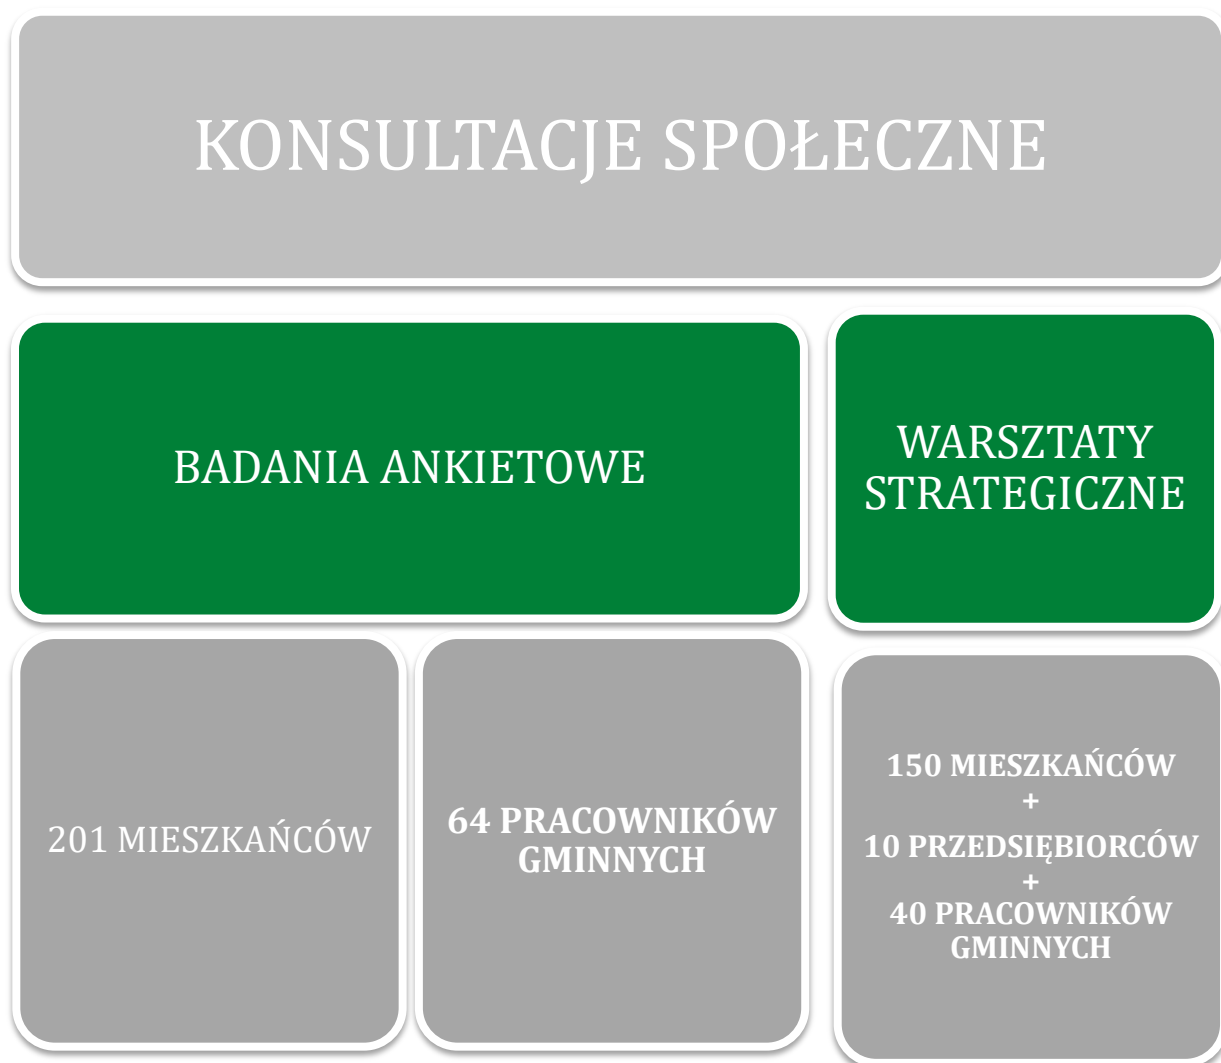 KONSULTACJE SPOŁECZNE
BADANIA ANKIETOWE
WARSZTATY
STRATEGICZNE
201 MIESZKAŃCÓW
64 PRACOWNIKÓW
GMINNYCH
150 MIESZKAŃCÓW
+
10 PRZEDSIĘBIORCÓW
+
40 PRACOWNIKÓW
GMINNYCH